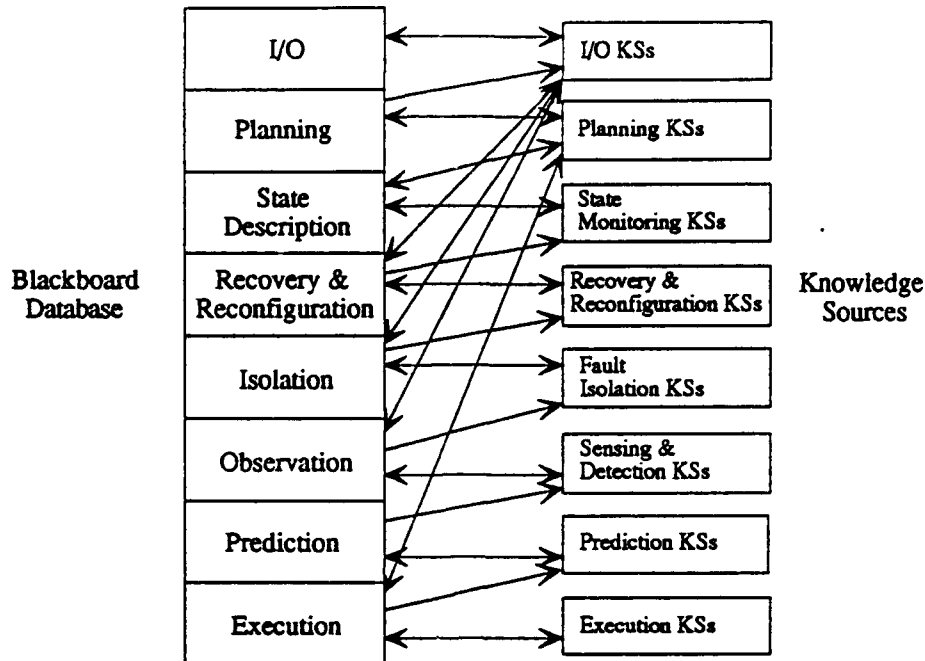 I/O
Planning
State
Description
Recovery &
Reconfiguration
Isolation
Observation
Prediction
Execution
Blackboard
Database
I/O KSs
Planning KSs
State
Monitoring KSs
Recovery &
Reconfiguration KSs
Fault
Isolation KSs
Sensing &
Detection KSs
Prediction KSs
Execution KSs
Knowledge
Sources